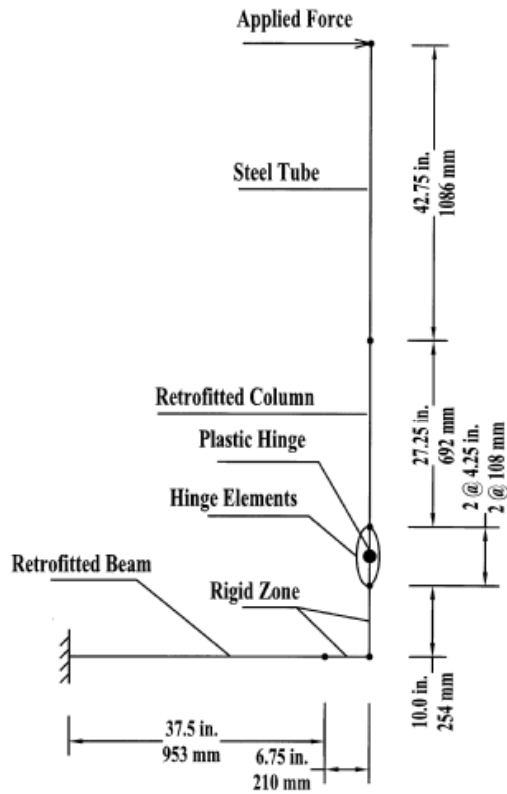 Applied Force
Steel Tube
42.75 in.
1086 mm
Retrofitted Column
Plastic Hinge
Hinge Elements
27.25 in.
692 mm
2 @ 4.25 in.
2 @ 108 mm
Retrofitted Beam
Rigid Zone
10.0 in.
254 mm
37.5 in.
953 mm
6.75 in.
210 mm